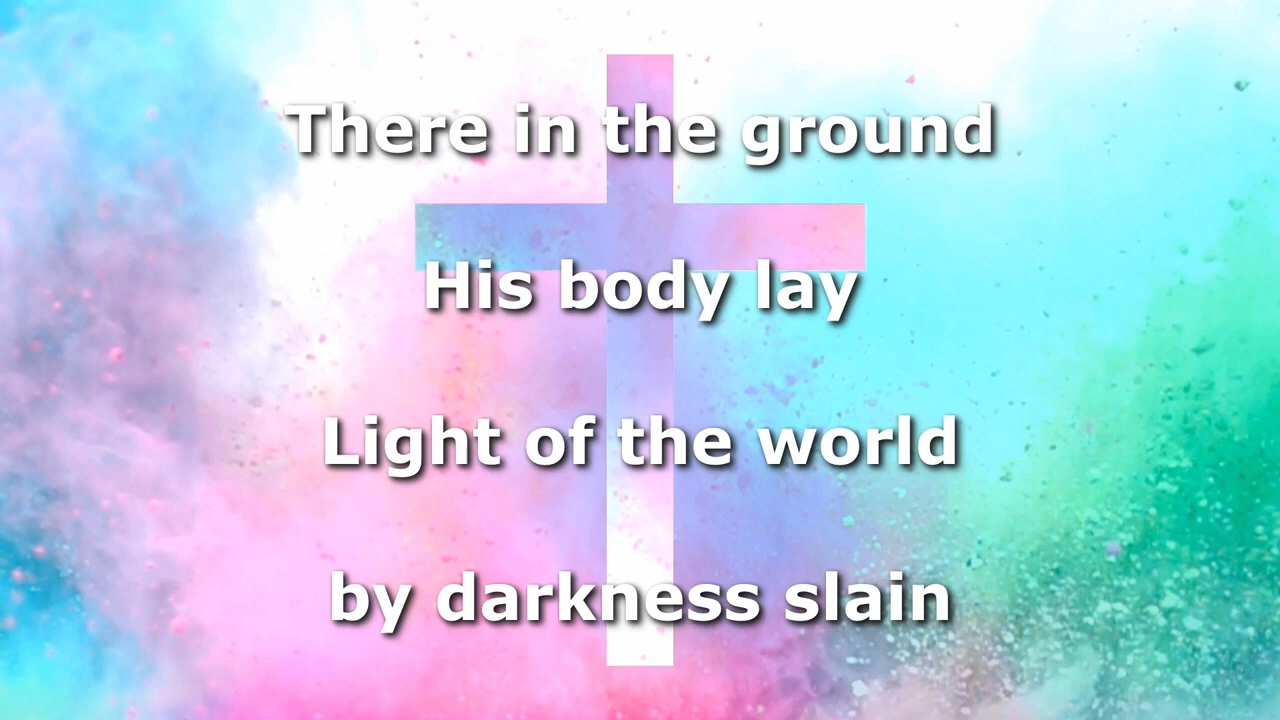 There in the ground
His body lay
Light of the world
by darkness slain